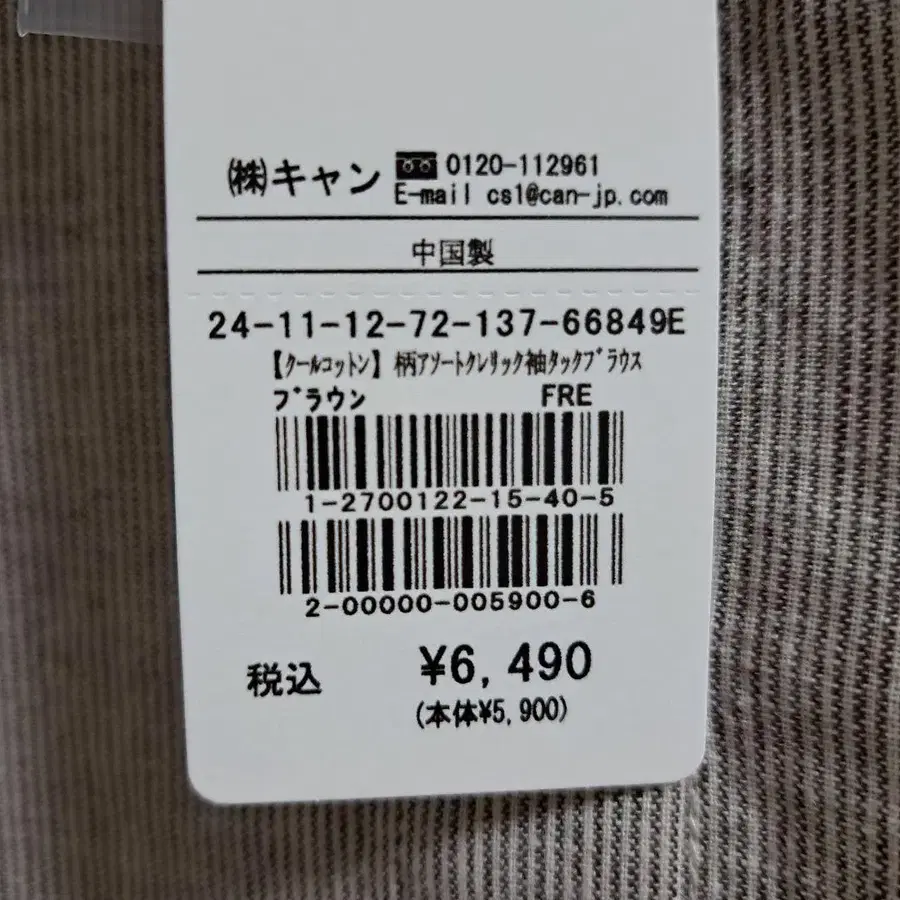 ㈱キャン 0120-112961
E-mail cs1@can-jp.com
中国製
24-11-12-72-137-66849E
【クールコットン】柄アソートクレリック袖タックブラウス
ブラウン FRE
1-2700122-15-40-5
2-00000-005900-6
税込 ¥6,490
(本体¥5,900)